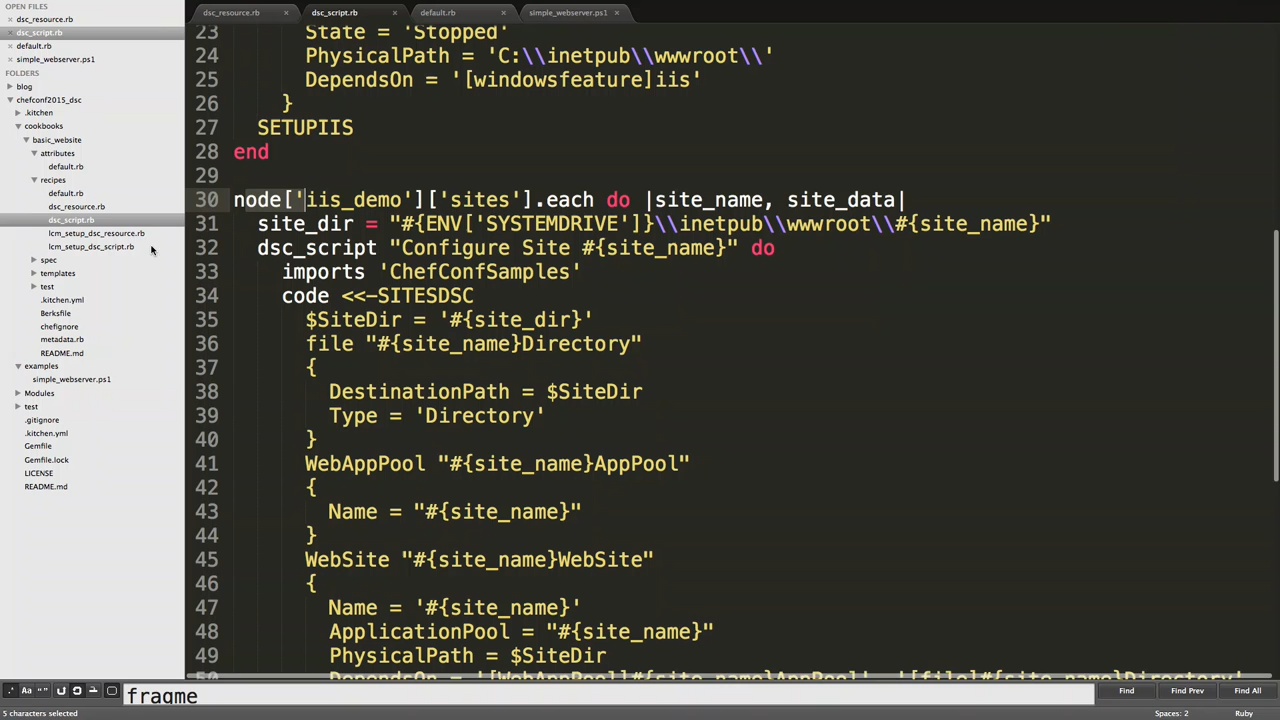 OPEN FILES
dsc_resource.rb
dsc_script.rb
default.rb
simple_webserver.ps1
FOLDERS
blog
chefconf2015_dsc
.kitchen
cookbooks
basic_website
attributes
default.rb
recipes
default.rb
dsc_resource.rb
dsc_script.rb
lcm_setup_dsc_resource.rb
lcm_setup_dsc_script.rb
spec
templates
test
.kitchen.yml
Berksfile
chefignore
metadata.rb
README.md
examples
simple_webserver.ps1
Modules
test
.gitignore
.kitchen.yml
Gemfile
Gemfile.lock
LICENSE
README.md
dsc_resource.rb × dsc_script.rb × default.rb × simple_webserver.ps1 ×
23 State = 'Stopped'
24 PhysicalPath = 'C:\\inetpub\\wwwroot\\'
25 DependsOn = '[windowsfeature]iis'
26 }
27 SETUPIIS
28 end
29
30 node['iis_demo']['sites'].each do |site_name, site_data|
31 site_dir = "#{ENV['SYSTEMDRIVE']}\\inetpub\\wwwroot\\#{site_name}"
32 dsc_script "Configure Site #{site_name}" do
33 imports 'ChefConfSamples'
34 code <<-SITESDSC
35 $SiteDir = '#{site_dir}'
36 file "#{site_name}Directory"
37 {
38 DestinationPath = $SiteDir
39 Type = 'Directory'
40 }
41 WebAppPool "#{site_name}AppPool"
42 {
43 Name = "#{site_name}"
44 }
45 WebSite "#{site_name}WebSite"
46 {
47 Name = '#{site_name}'
48 ApplicationPool = "#{site_name}"
49 PhysicalPath = $SiteDir
fragme
Find Find Prev Find All
5 characters selected Spaces: 2 Ruby